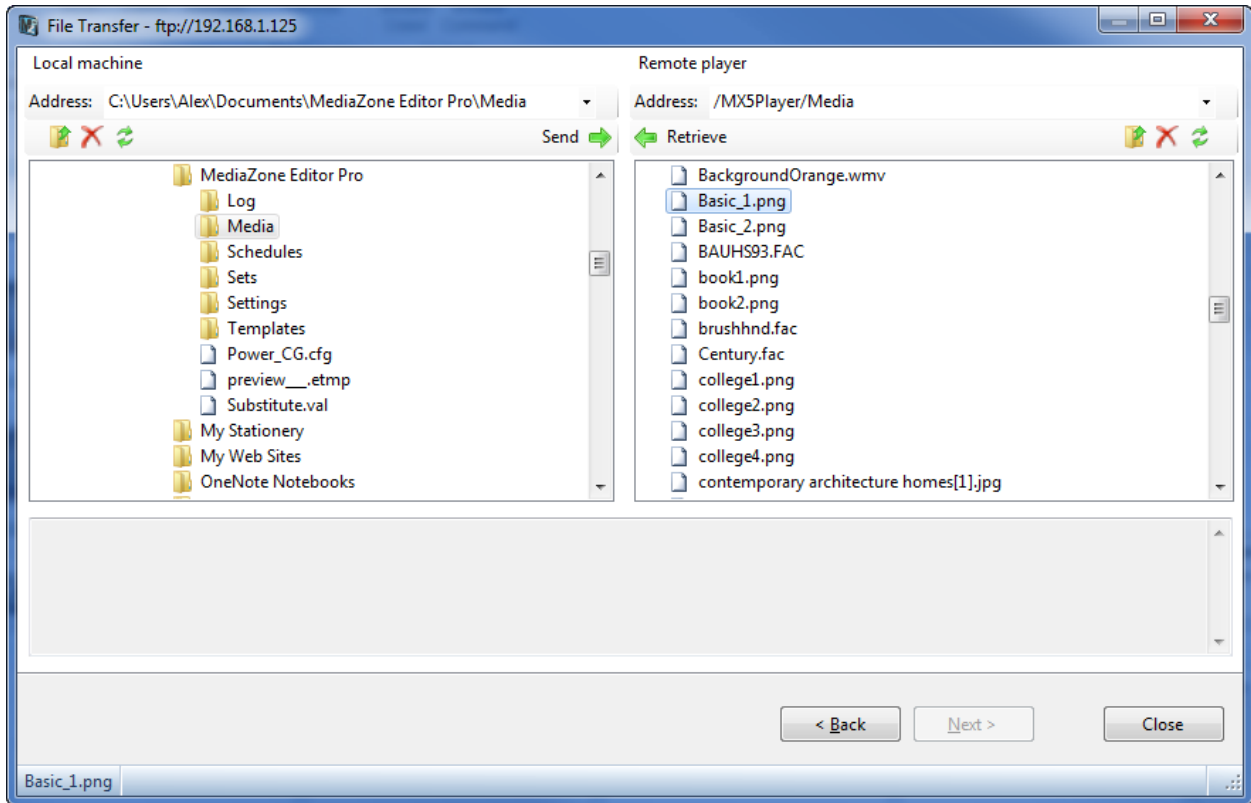 File Transfer - ftp://192.168.1.125
Local machine
Remote player
Address: C:\Users\Alex\Documents\MediaZone Editor Pro\Media
Address: /MX5Player/Media
Send
Retrieve
MediaZone Editor Pro
Log
Media
Schedules
Sets
Settings
Templates
Power_CG.cfg
preview___.etmp
Substitute.val
My Stationery
My Web Sites
OneNote Notebooks
BackgroundOrange.wmv
Basic_1.png
Basic_2.png
BAUHS93.FAC
book1.png
book2.png
brushhnd.fac
Century.fac
college1.png
college2.png
college3.png
college4.png
contemporary architecture homes[1].jpg
< Back
Next >
Close
Basic_1.png